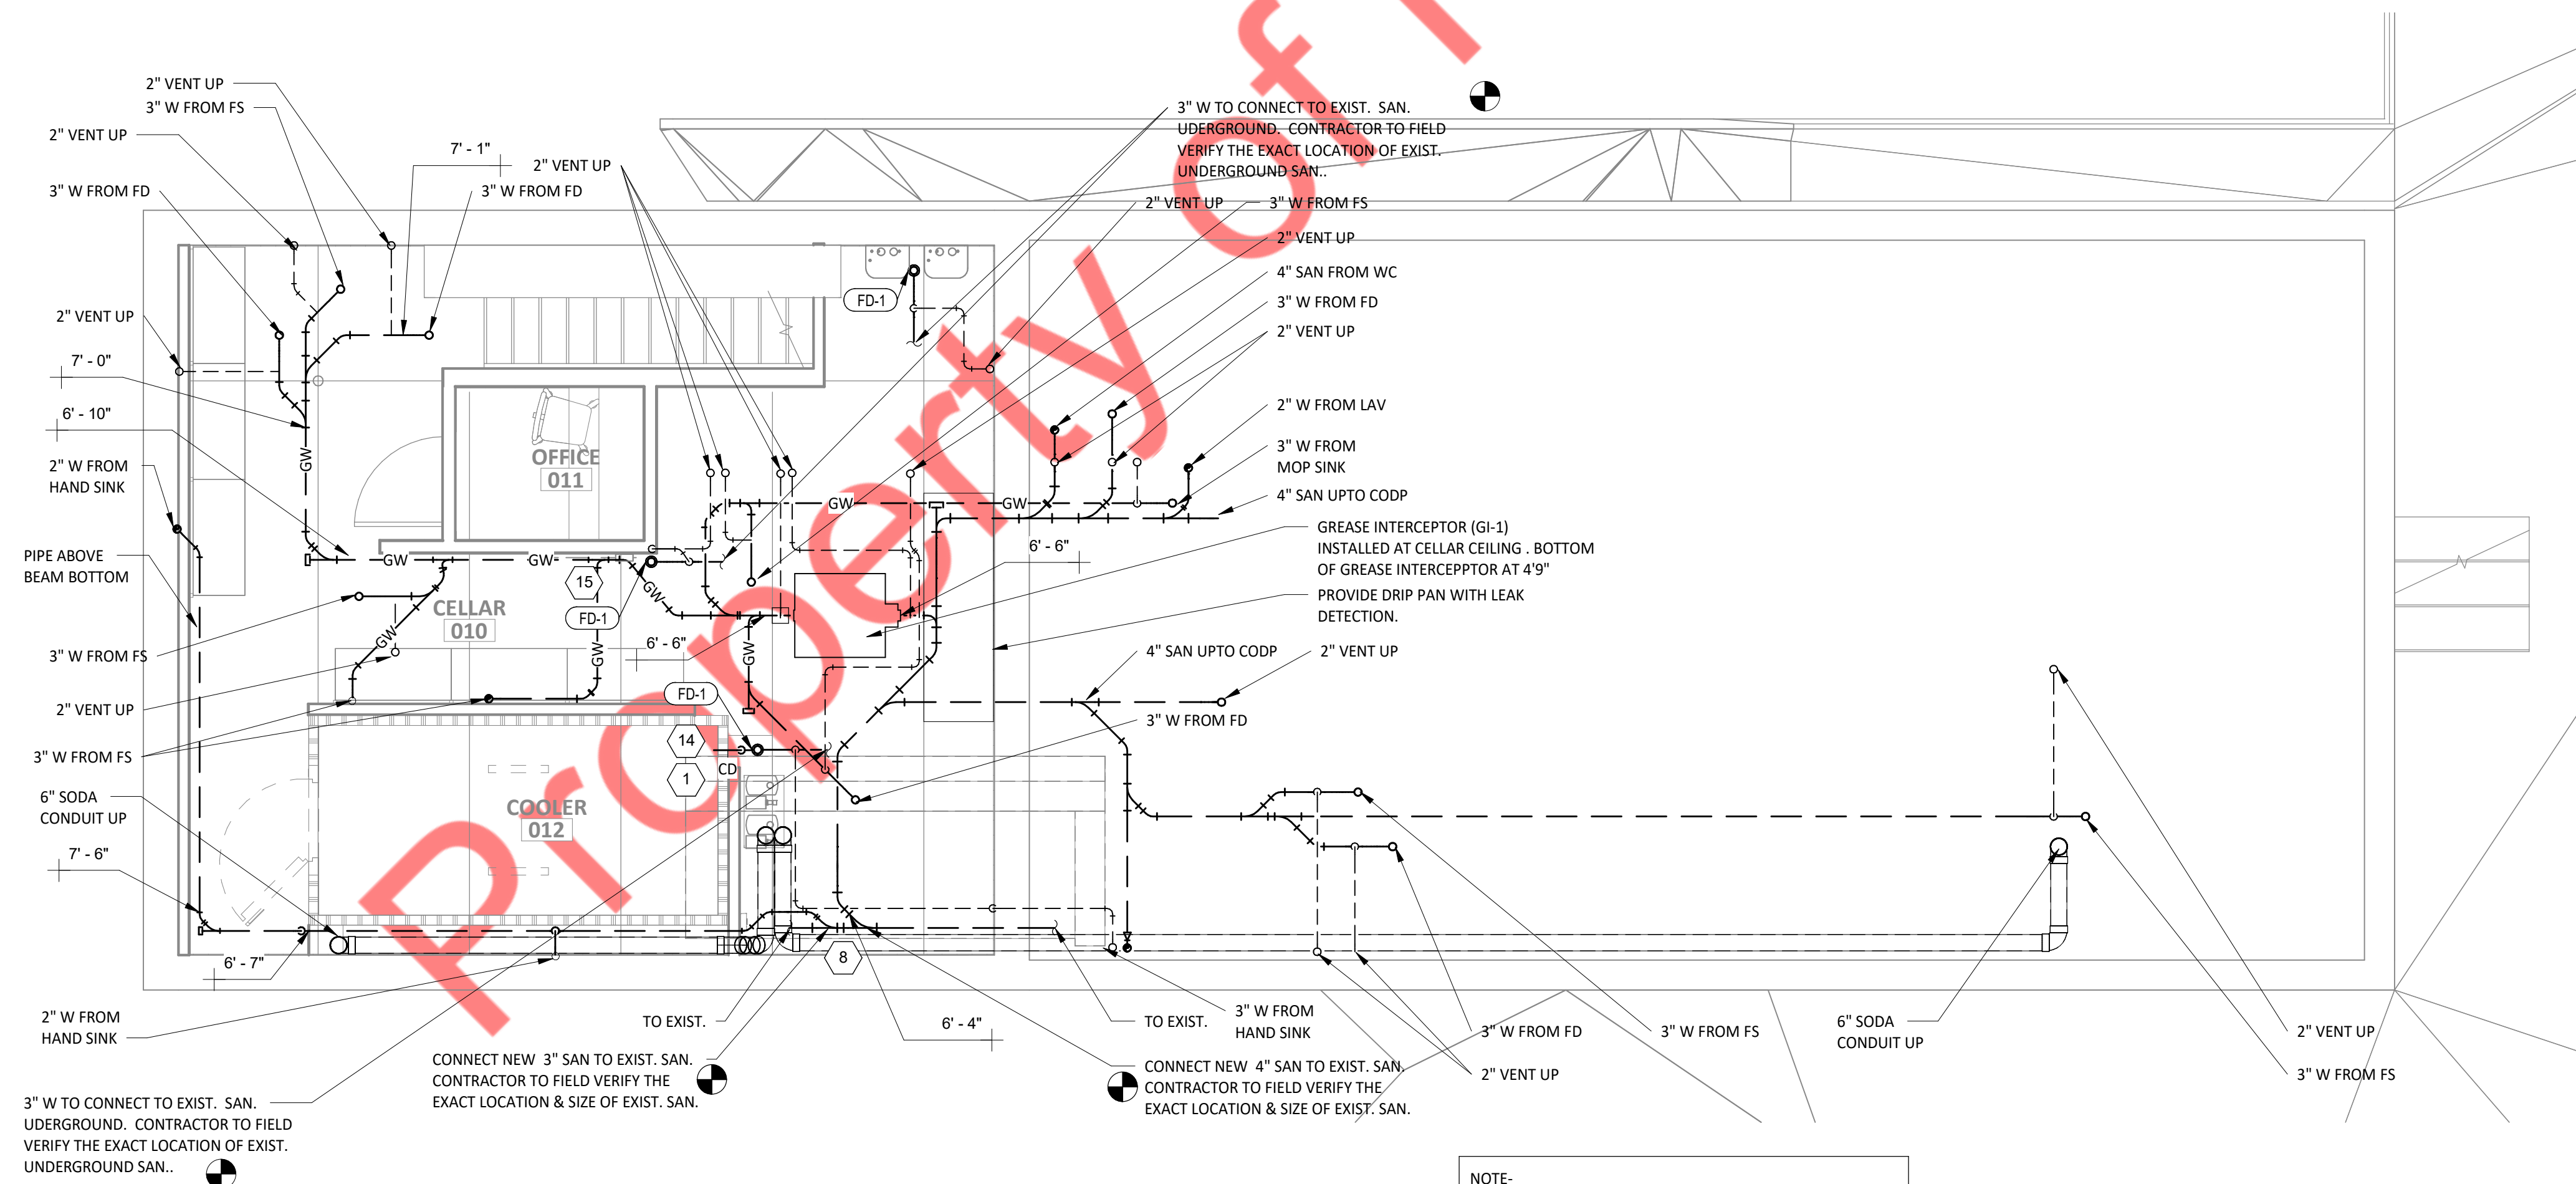 2" VENT UP
3" W FROM FS
2" VENT UP
7' - 1"
2" VENT UP
3" W FROM FD
3" W FROM FD
3" W TO CONNECT TO EXIST.  SAN.
UDERGROUND.  CONTRACTOR TO FIELD
VERIFY THE EXACT LOCATION OF EXIST.
UNDERGROUND SAN..
2" VENT UP
3" W FROM FS
2" VENT UP
4" SAN FROM WC
3" W FROM FD
2" VENT UP
2" W FROM LAV
3" W FROM
MOP SINK
4" SAN UPTO CODP
GREASE INTERCEPTOR (GI-1)
INSTALLED AT CELLAR CEILING . BOTTOM
OF GREASE INTERCEPPTOR AT 4'9"
PROVIDE DRIP PAN WITH LEAK
DETECTION.
4" SAN UPTO CODP
2" VENT UP
3" W FROM FD
2" VENT UP
7' - 0"
6' - 10"
2" W FROM
HAND SINK
PIPE ABOVE
BEAM BOTTOM
3" W FROM FS
2" VENT UP
3" W FROM FS
6" SODA
CONDUIT UP
7' - 6"
6' - 7"
2" W FROM
HAND SINK
3" W TO CONNECT TO EXIST.  SAN.
UDERGROUND.  CONTRACTOR TO FIELD
VERIFY THE EXACT LOCATION OF EXIST.
UNDERGROUND SAN..
FD-1
OFFICE
011
GW
GW
GW
GW
GW
GW
GW
GW
GW
GW
15
FD-1
CELLAR
010
6' - 6"
6' - 6"
FD-1
14
1
CD
COOLER
012
8
TO EXIST.
CONNECT NEW  3" SAN TO EXIST. SAN.
CONTRACTOR TO FIELD VERIFY THE
EXACT LOCATION & SIZE OF EXIST. SAN.
6' - 4"
TO EXIST.
3" W FROM
HAND SINK
CONNECT NEW  4" SAN TO EXIST. SAN.
CONTRACTOR TO FIELD VERIFY THE
EXACT LOCATION & SIZE OF EXIST. SAN.
3" W FROM FD
2" VENT UP
3" W FROM FS
6" SODA
CONDUIT UP
2" VENT UP
3" W FROM FS
NOTE-
Property of